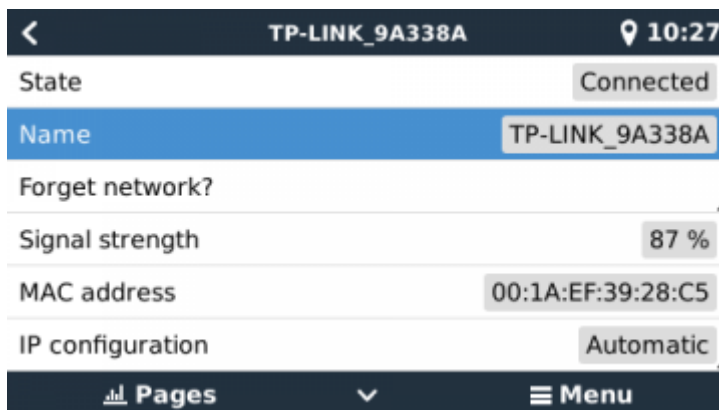 TP-LINK_9A338A 10:27
State Connected
Name TP-LINK_9A338A
Forget network?
Signal strength 87 %
MAC address 00:1A:EF:39:28:C5
IP configuration Automatic
Pages Menu